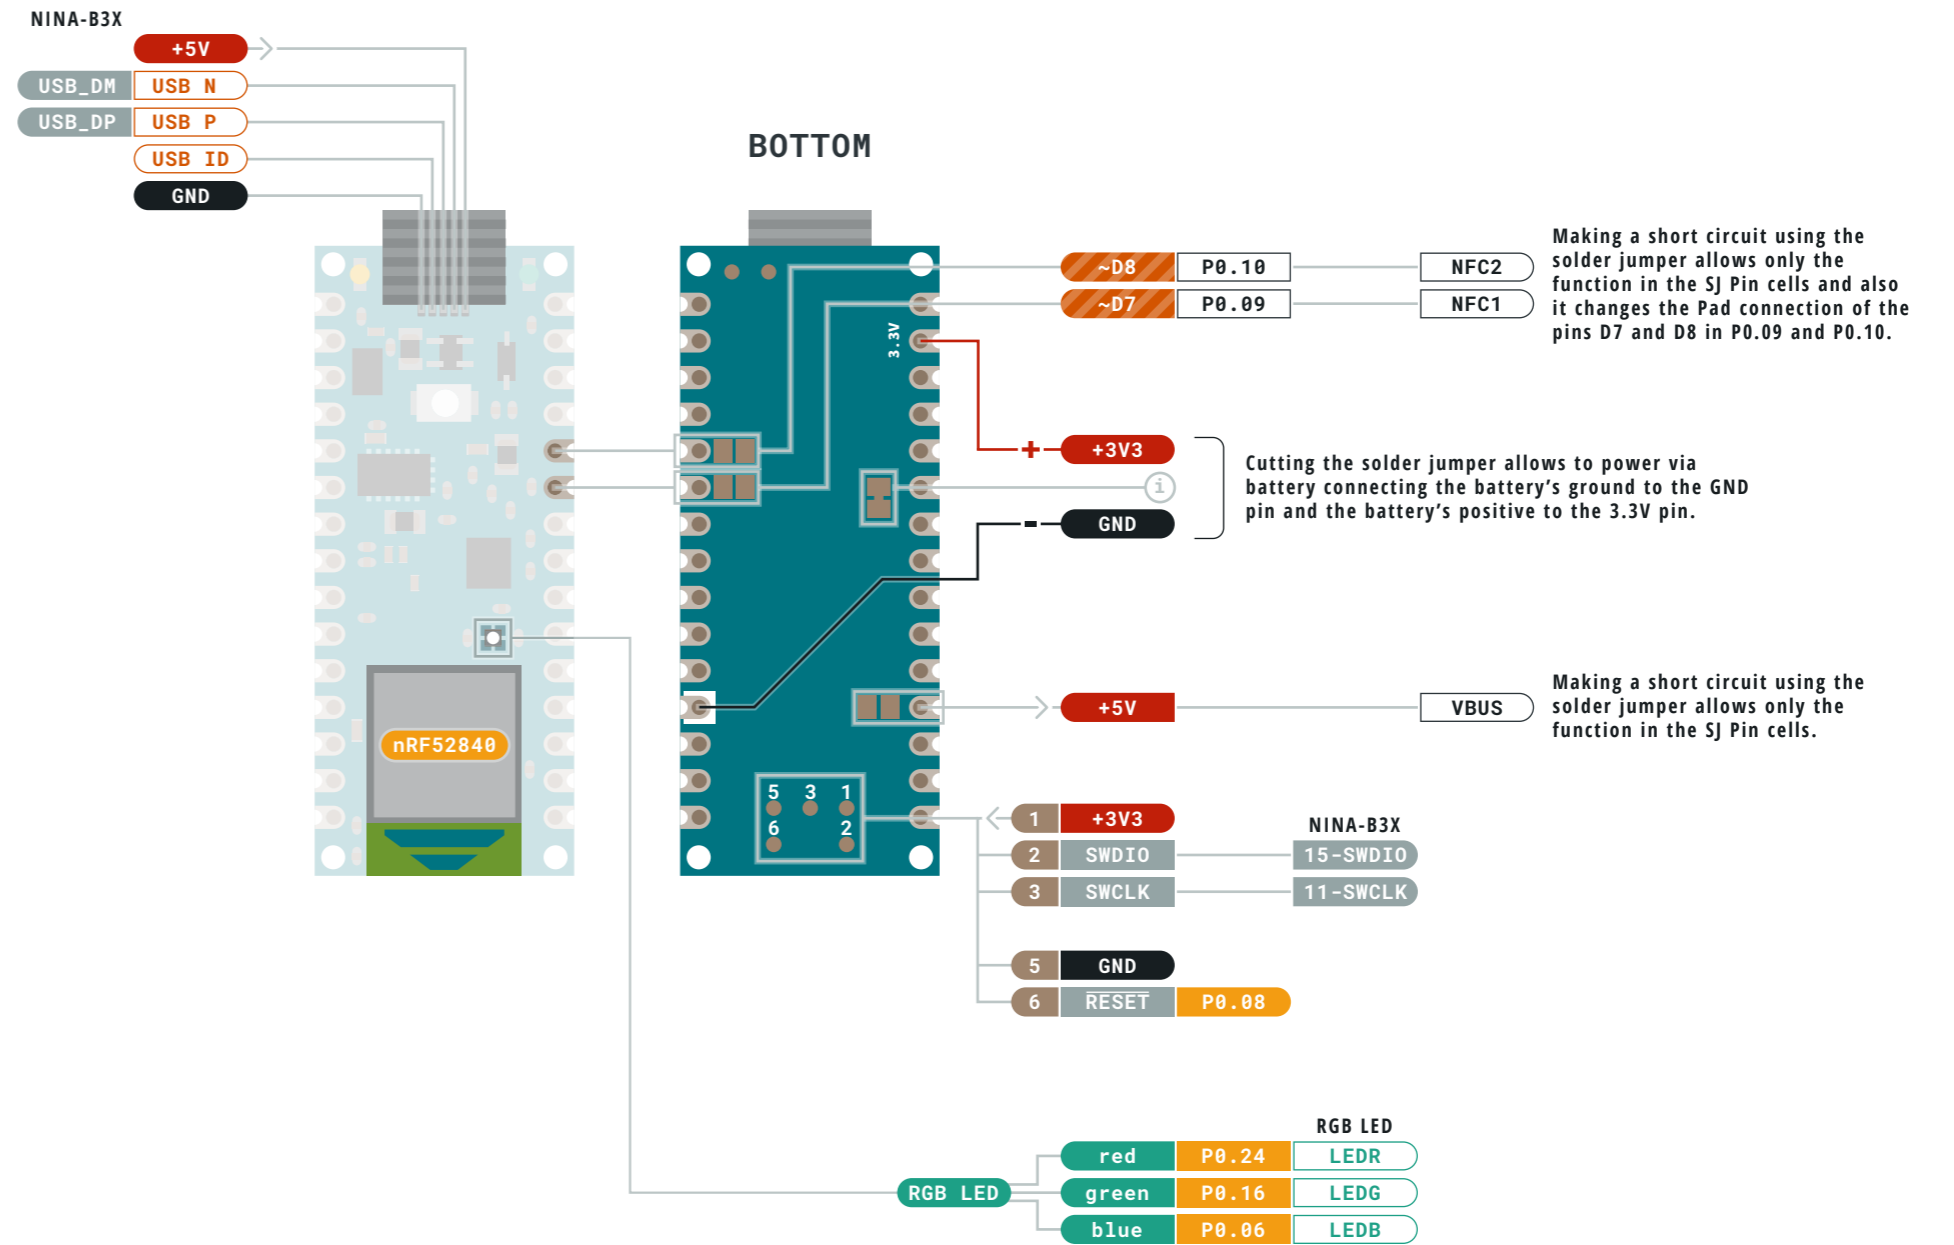 NINA-B3X
+5V
USB_DM USB N
USB_DP USB P
USB ID
GND
BOTTOM
~D8 P0.10 NFC2
~D7 P0.09 NFC1
Making a short circuit using the
solder jumper allows only the
function in the SJ Pin cells and also
it changes the Pad connection of the
pins D7 and D8 in P0.09 and P0.10.
3.3V
+ +3V3
i
- GND
Cutting the solder jumper allows to power via
battery connecting the battery's ground to the GND
pin and the battery's positive to the 3.3V pin.
+5V VBUS
Making a short circuit using the
solder jumper allows only the
function in the SJ Pin cells.
nRF52840
5 3 1
6 2
1 +3V3
NINA-B3X
2 SWDIO 15-SWDIO
3 SWCLK 11-SWCLK
5 GND
6 RESET P0.08
RGB LED
RGB LED
red P0.24 LEDR
green P0.16 LEDG
blue P0.06 LEDB